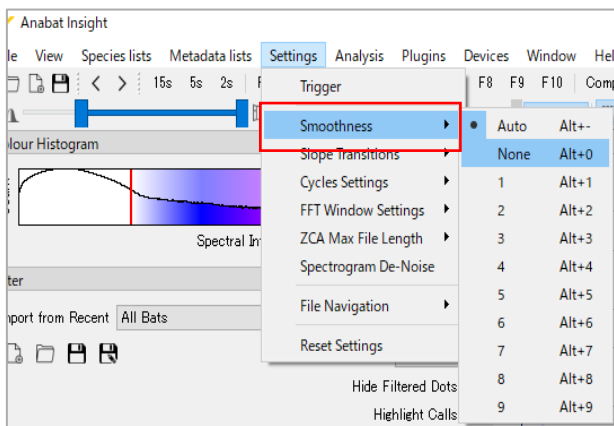 Anabat Insight
le View Species lists Metadata lists Settings Analysis Plugins Devices Window Hel
15s 5s 2s F F8 F9 F10 Comp
Trigger
Smoothness
Auto Alt+-
lour Histogram
Slope Transitions
None Alt+0
Cycles Settings
1 Alt+1
FFT Window Settings
2 Alt+2
Spectral In
ZCA Max File Length
3 Alt+3
Spectrogram De-Noise
4 Alt+4
ter
5 Alt+5
nport from Recent All Bats
File Navigation
6 Alt+6
Reset Settings
7 Alt+7
Hide Filtered Dots
8 Alt+8
Highlight Calls
9 Alt+9